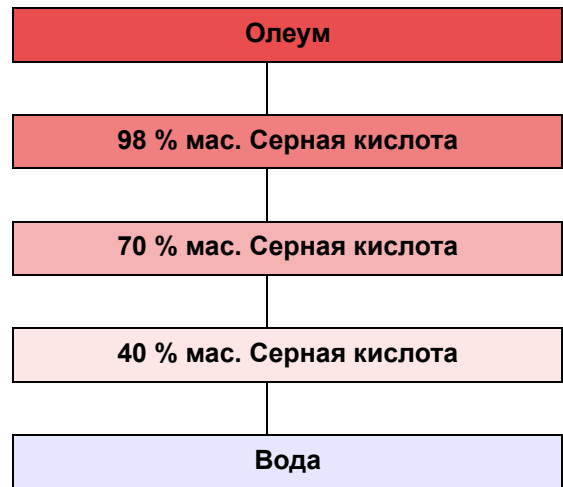 Олеум
98 % мас. Серная кислота
70 % мас. Серная кислота
40 % мас. Серная кислота
Вода